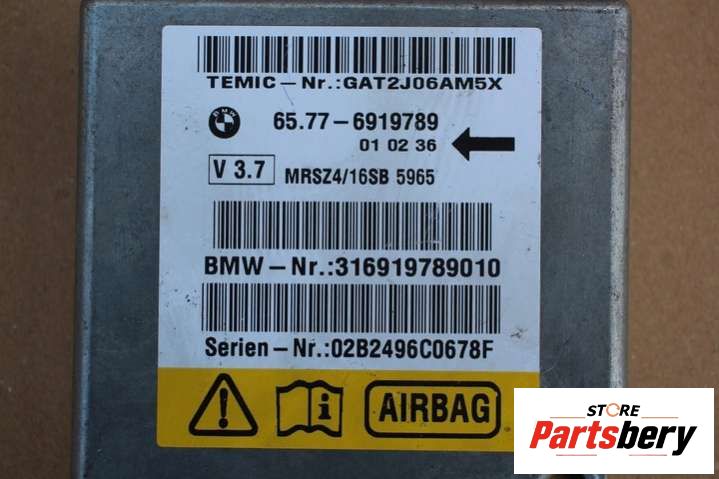 TEMIC-Nr.:GAT2J06AM5X
BMW
65.77-6919789
01 02 36
V 3.7
MRSZ4/16SB 5965
BMW-Nr.:316919789010
Serien-Nr.:02B2496C0678F
i AIRBAG
STORE
Partsbery